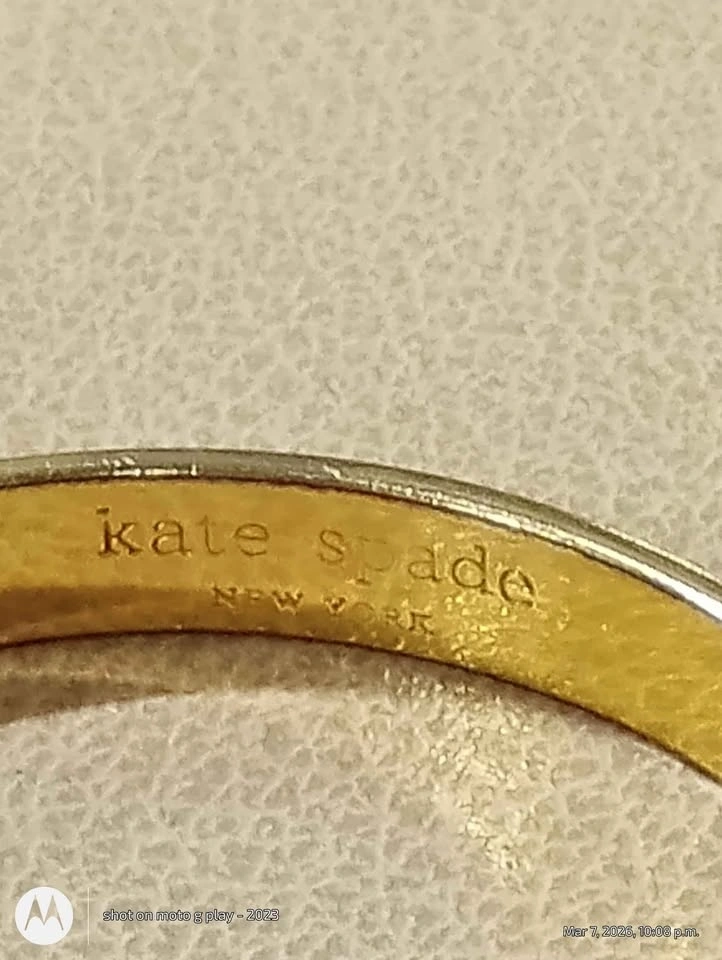 kate spade
NEW YORK
shot on moto g play - 2023
Mar 7, 2026, 10:08 p.m.